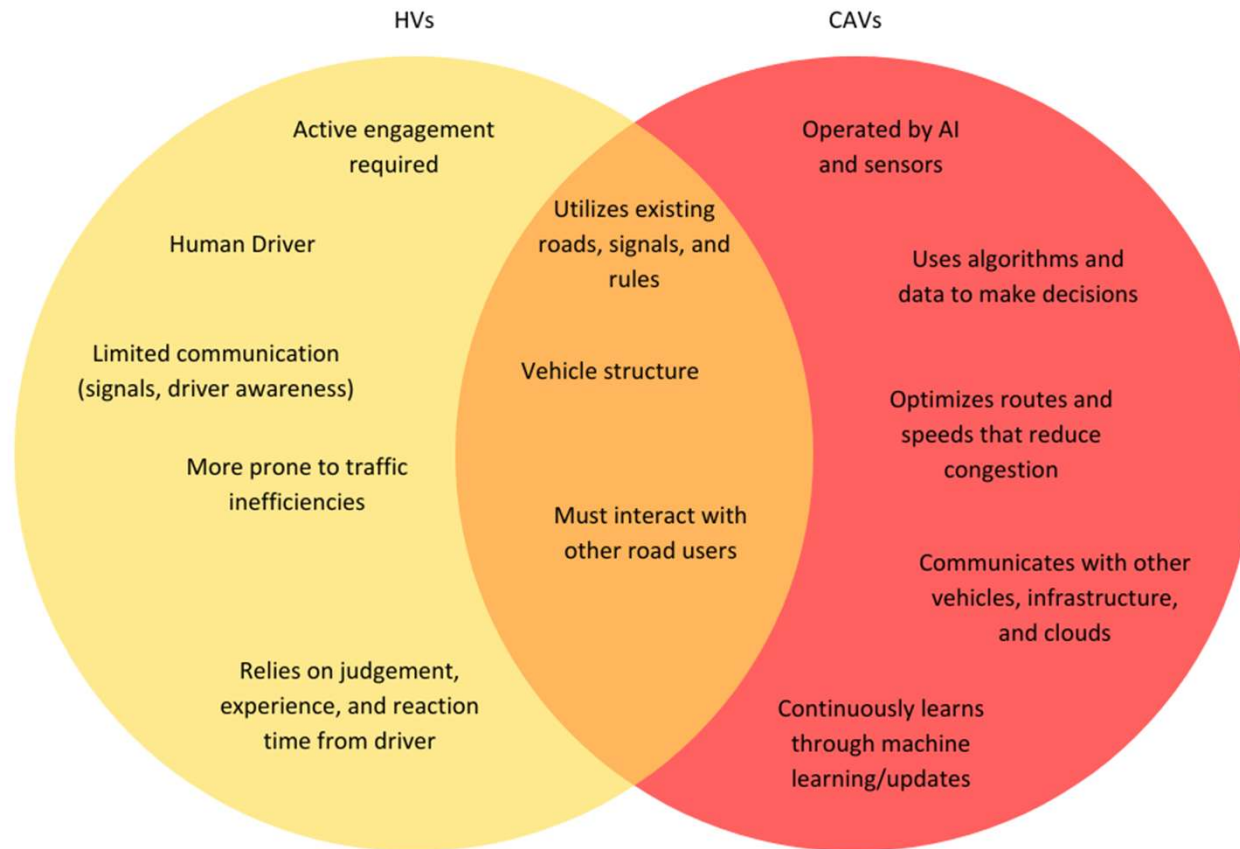 HVs
CAVs
Active engagement
required
Human Driver
Limited communication
(signals, driver awareness)
More prone to traffic
inefficiencies
Relies on judgement,
experience, and reaction
time from driver
Utilizes existing
roads, signals, and
rules
Vehicle structure
Must interact with
other road users
Operated by AI
and sensors
Uses algorithms and
data to make decisions
Optimizes routes and
speeds that reduce
congestion
Communicates with other
vehicles, infrastructure,
and clouds
Continuously learns
through machine
learning/updates